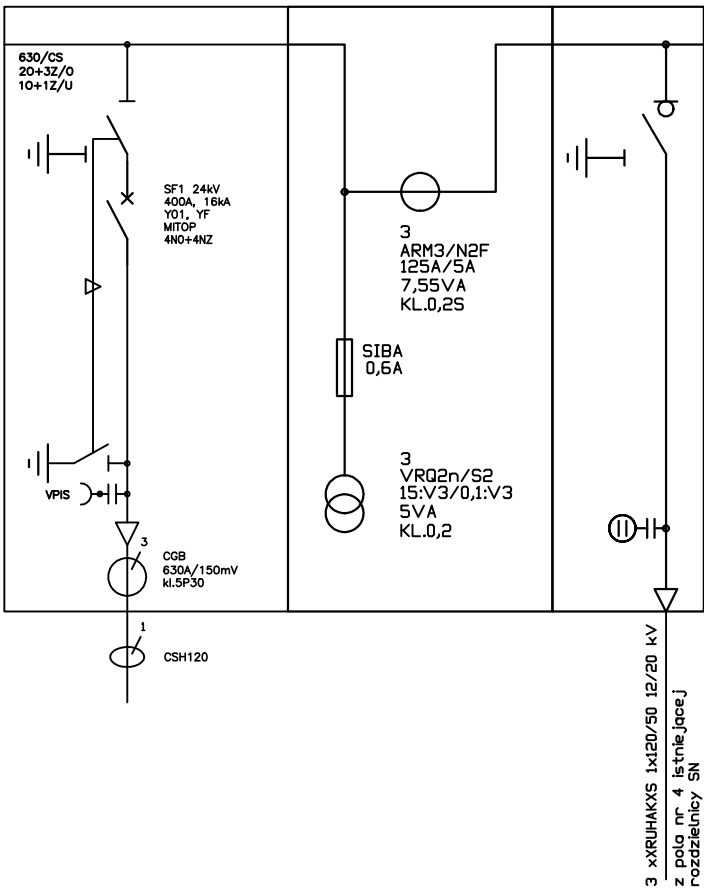 630/CS
20+3Z/O
10+1Z/U
SF1 24kV
400A, 16kA
YO1, YF
MITOP
4NO+4NZ
3
ARM3/N2F
125A/5A
7,55VA
KL.0,2S
SIBA
0,6A
3
VRQ2n/S2
15:V3/0,1:V3
5VA
KL.0,2
VPIS
3
CGB
630A/150mV
kl.5P30
1
CSH120
3 xXRUHAKXS 1x120/50 12/20 kV
z pola nr 4 istniejącej
rozdzielnicy SN